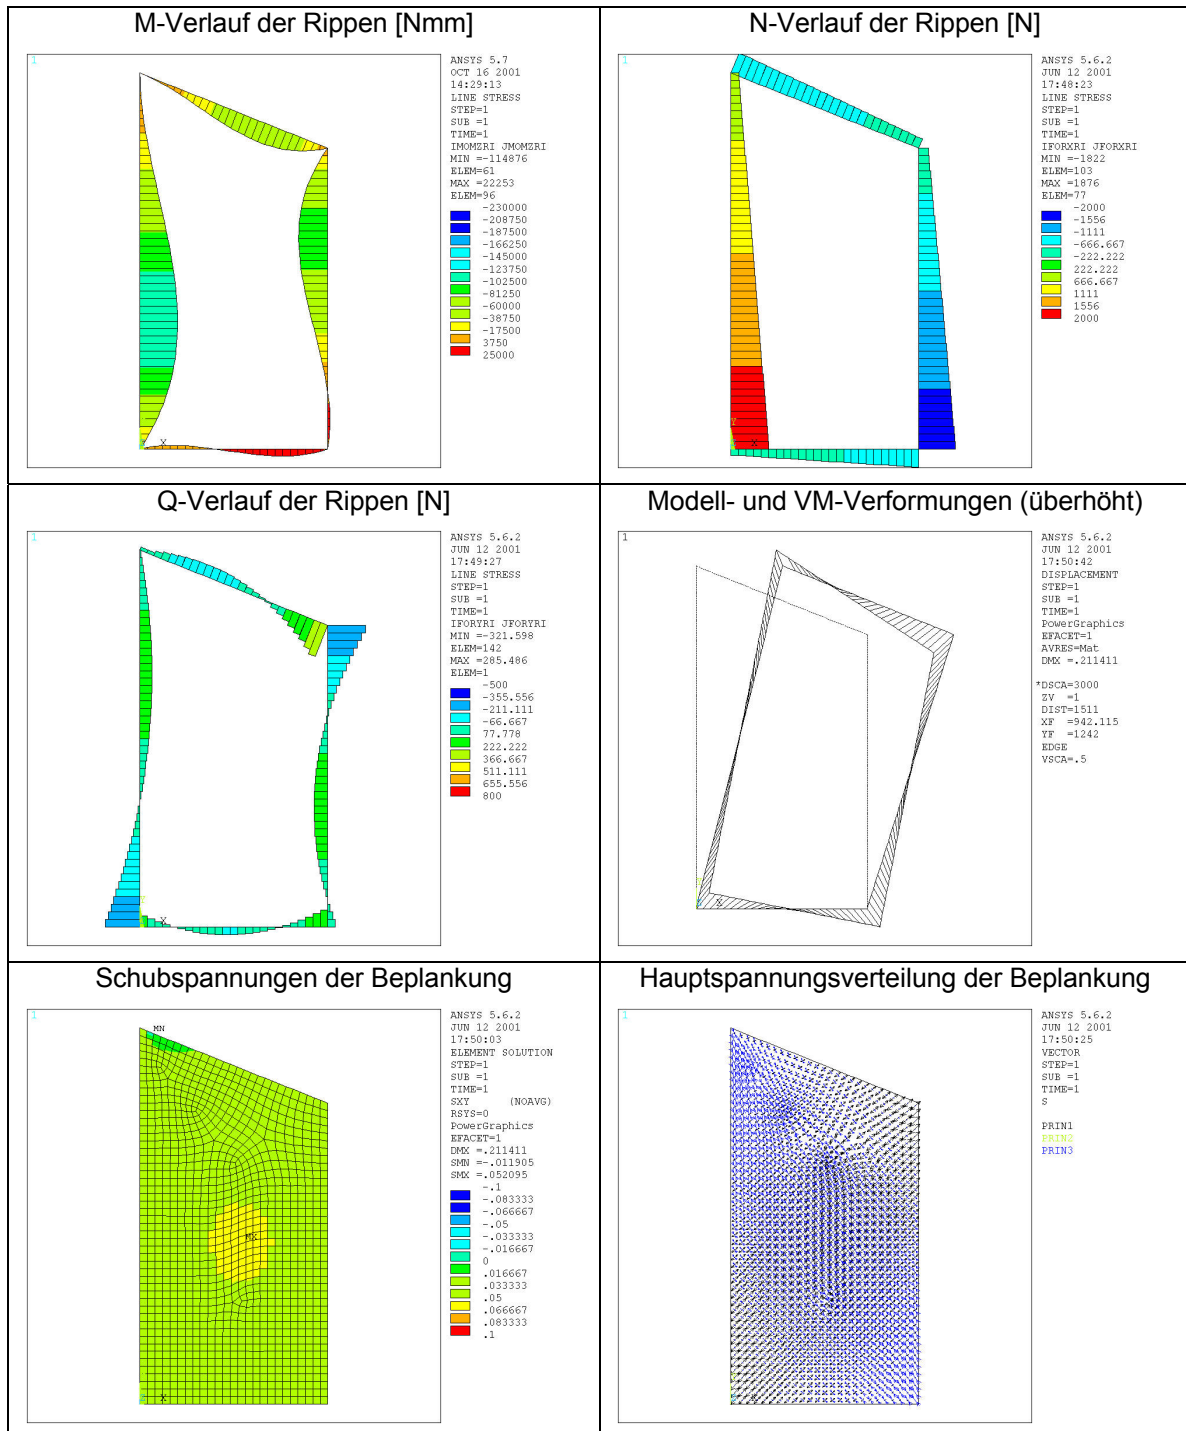 M-Verlauf der Rippen [Nmm]
1
ANSYS 5.7
OCT 16 2001
14:29:13
LINE STRESS
STEP=1
SUB =1
TIME=1
IMOMZRI JMOMZRI
MIN =-114876
ELEM=61
MAX =22253
ELEM=96
-230000
-208750
-187500
-166250
-145000
-123750
-102500
-81250
-60000
-38750
-17500
3750
25000
X
N-Verlauf der Rippen [N]
1
ANSYS 5.6.2
JUN 12 2001
17:48:23
LINE STRESS
STEP=1
SUB =1
TIME=1
IFORXRI JFORXRI
MIN =-1822
ELEM=103
MAX =1876
ELEM=77
-2000
-1556
-1111
-666.667
-222.222
222.222
666.667
1111
1556
2000
Y
X
Q-Verlauf der Rippen [N]
1
ANSYS 5.6.2
JUN 12 2001
17:49:27
LINE STRESS
STEP=1
SUB =1
TIME=1
IFORYRI JFORYRI
MIN =-321.598
ELEM=142
MAX =285.486
ELEM=1
-500
-355.556
-211.111
-66.667
77.778
222.222
366.667
511.111
655.556
800
Y
X
Modell- und VM-Verformungen (überhöht)
1
ANSYS 5.6.2
JUN 12 2001
17:50:42
DISPLACEMENT
STEP=1
SUB =1
TIME=1
PowerGraphics
EFACET=1
AVRES=Mat
DMX =.211411
*DSCA=3000
ZV =1
DIST=1511
XF =942.115
YF =1242
EDGE
VSCA=.5
Y
X
Schubspannungen der Beplankung
1
ANSYS 5.6.2
JUN 12 2001
17:50:03
ELEMENT SOLUTION
STEP=1
SUB =1
TIME=1
SXY (NOAVG)
RSYS=0
PowerGraphics
EFACET=1
DMX =.211411
SMN =-.011905
SMX =.052095
-.1
-.083333
-.066667
-.05
-.033333
-.016667
0
.016667
.033333
.05
.066667
.083333
.1
MN
MX
Z X
Hauptspannungsverteilung der Beplankung
1
ANSYS 5.6.2
JUN 12 2001
17:50:25
VECTOR
STEP=1
SUB =1
TIME=1
S
PRIN1
PRIN2
PRIN3